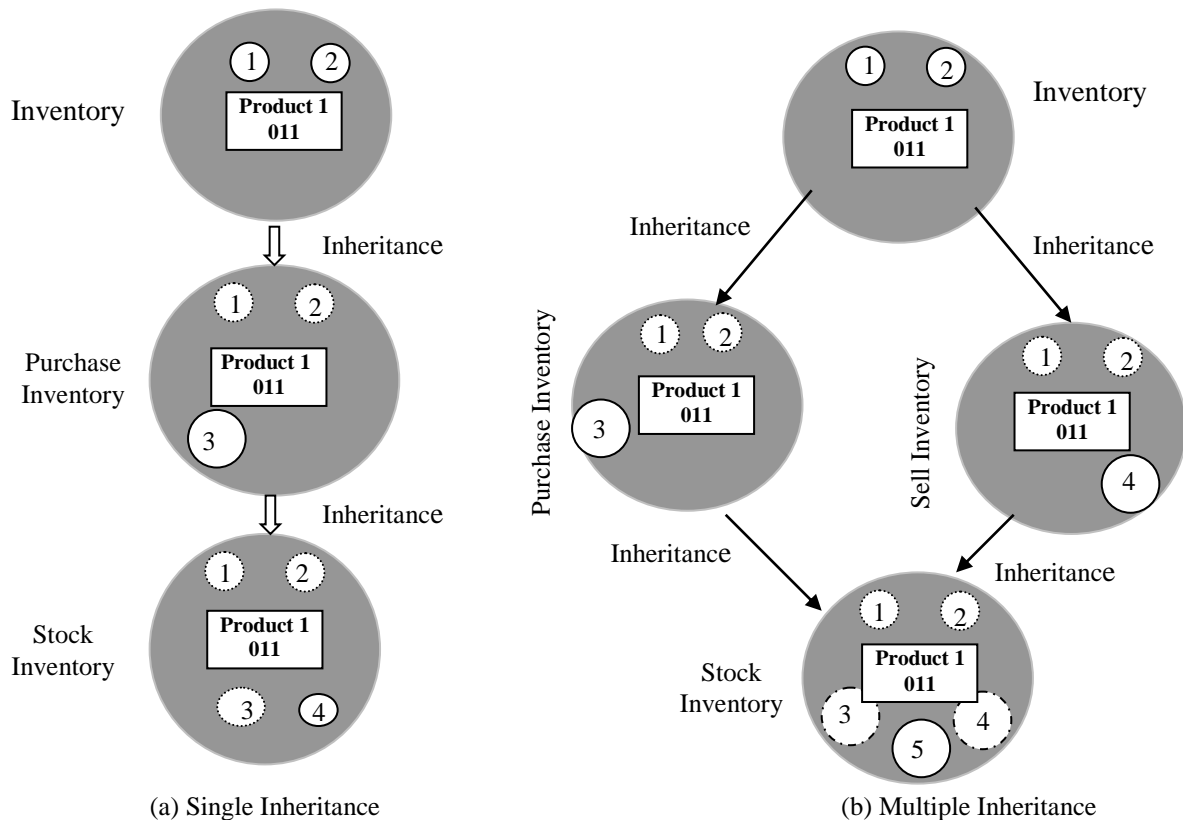 Inventory
1 2
Product 1
011
Inheritance
Purchase
Inventory
1 2
Product 1
011
3
Inheritance
Stock
Inventory
1 2
Product 1
011
3 4
(a) Single Inheritance
Inventory
1 2
Product 1
011
Inheritance
Inheritance
Purchase Inventory
1 2
Product 1
011
3
Sell Inventory
1 2
Product 1
011
4
Inheritance
Inheritance
Stock
Inventory
1 2
Product 1
011
3 4
5
(b) Multiple Inheritance